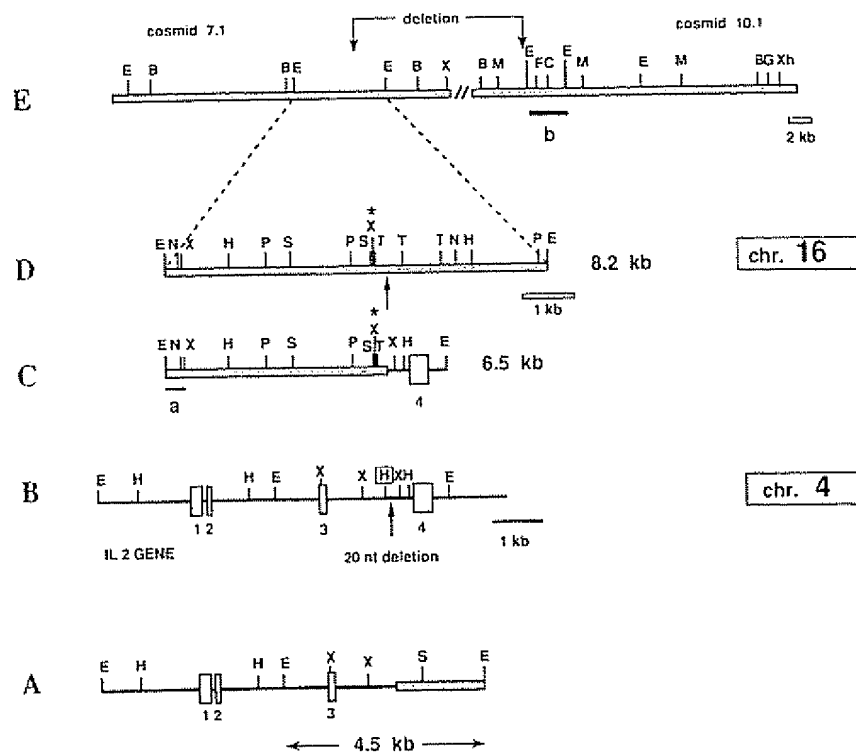 deletion
cosmid 7.1 cosmid 10.1
E B B E E B X B M E F C E M E M B G Xh
E
b 2 kb
*
X
E N X H P S P S T T T N H P E
D 8.2 kb chr. 16
1 kb
*
X
E N X H P S P S T X H E
C 6.5 kb
a 4
E H H E X X H X H E
B chr. 4
1 2 3 4 1 kb
IL 2 GENE 20 nt deletion
E H H E X X S E
A
1 2 3
4.5 kb